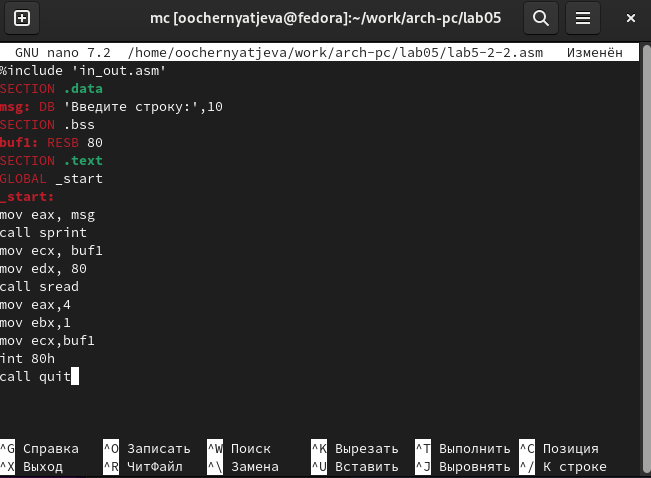 mc [oochernyatjeva@fedora]:~/work/arch-pc/lab05
GNU nano 7.2 /home/oochernyatjeva/work/arch-pc/lab05/lab5-2-2.asm Изменён
%include 'in_out.asm'
SECTION .data
msg: DB 'Введите строку:',10
SECTION .bss
buf1: RESB 80
SECTION .text
GLOBAL _start
_start:
mov eax, msg
call sprint
mov ecx, buf1
mov edx, 80
call sread
mov eax,4
mov ebx,1
mov ecx,buf1
int 80h
call quit
^G Справка ^O Записать ^W Поиск ^K Вырезать ^T Выполнить ^C Позиция
^X Выход ^R ЧитФайл ^\ Замена ^U Вставить ^J Выровнять ^/ К строке